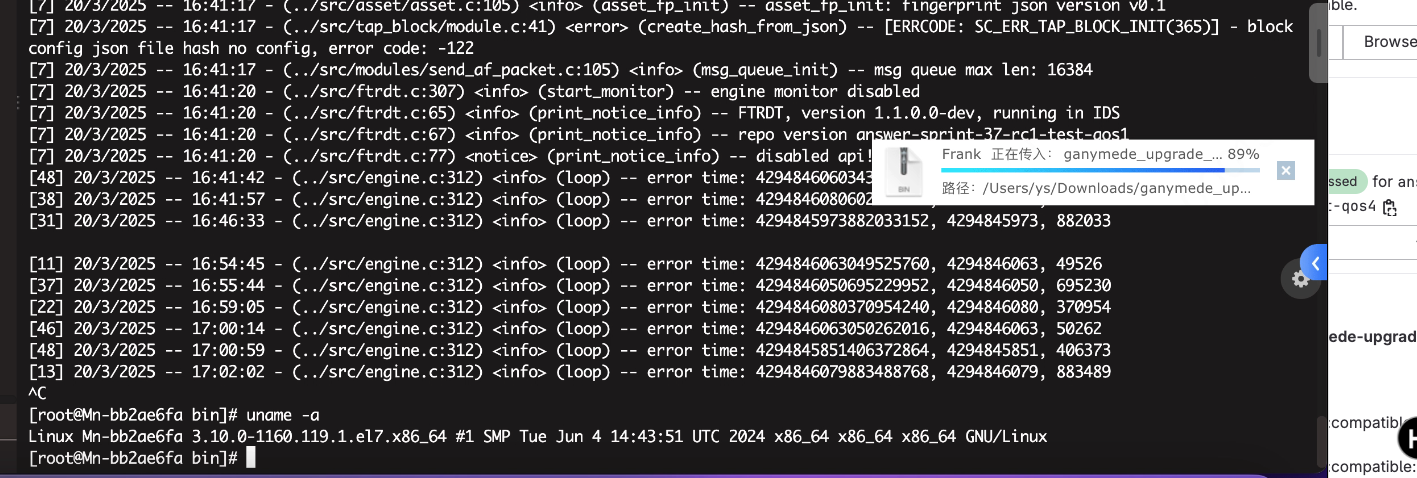 [7] 20/3/2025 -- 16:41:17 - (../src/asset/asset.c:105) <info> (asset_fp_init) -- asset_fp_init: fingerprint json version v0.1
[7] 20/3/2025 -- 16:41:17 - (../src/tap_block/module.c:41) <error> (create_hash_from_json) -- [ERRCODE: SC_ERR_TAP_BLOCK_INIT(365)] - block
config json file hash no config, error code: -122
[7] 20/3/2025 -- 16:41:17 - (../src/modules/send_af_packet.c:105) <info> (msg_queue_init) -- msg queue max len: 16384
[7] 20/3/2025 -- 16:41:20 - (../src/ftrdt.c:307) <info> (start_monitor) -- engine monitor disabled
[7] 20/3/2025 -- 16:41:20 - (../src/ftrdt.c:65) <info> (print_notice_info) -- FTRDT, version 1.1.0.0-dev, running in IDS
[7] 20/3/2025 -- 16:41:20 - (../src/ftrdt.c:67) <info> (print_notice_info) -- repo version answer-sprint-37-rc1-test-qos1
[7] 20/3/2025 -- 16:41:20 - (../src/ftrdt.c:77) <notice> (print_notice_info) -- disabled api!
[48] 20/3/2025 -- 16:41:42 - (../src/engine.c:312) <info> (loop) -- error time: 4294846060343
[38] 20/3/2025 -- 16:41:57 - (../src/engine.c:312) <info> (loop) -- error time: 4294846080602
[31] 20/3/2025 -- 16:46:33 - (../src/engine.c:312) <info> (loop) -- error time: 4294845973882033152, 4294845973, 882033
[11] 20/3/2025 -- 16:54:45 - (../src/engine.c:312) <info> (loop) -- error time: 4294846063049525760, 4294846063, 49526
[37] 20/3/2025 -- 16:55:44 - (../src/engine.c:312) <info> (loop) -- error time: 4294846050695229952, 4294846050, 695230
[22] 20/3/2025 -- 16:59:05 - (../src/engine.c:312) <info> (loop) -- error time: 4294846080370954240, 4294846080, 370954
[46] 20/3/2025 -- 17:00:14 - (../src/engine.c:312) <info> (loop) -- error time: 4294846063050262016, 4294846063, 50262
[48] 20/3/2025 -- 17:00:59 - (../src/engine.c:312) <info> (loop) -- error time: 4294845851406372864, 4294845851, 406373
[13] 20/3/2025 -- 17:02:02 - (../src/engine.c:312) <info> (loop) -- error time: 4294846079883488768, 4294846079, 883489
^C
[root@Mn-bb2ae6fa bin]# uname -a
Linux Mn-bb2ae6fa 3.10.0-1160.119.1.el7.x86_64 #1 SMP Tue Jun 4 14:43:51 UTC 2024 x86_64 x86_64 x86_64 GNU/Linux
[root@Mn-bb2ae6fa bin]#
Frank 正在传入: ganymede_upgrade_... 89%
路径: /Users/ys/Downloads/ganymede_up...
BIN
ble.
Browse
ssed for ans
t-qos4
ede-upgrad
:compatibl
:compatible: